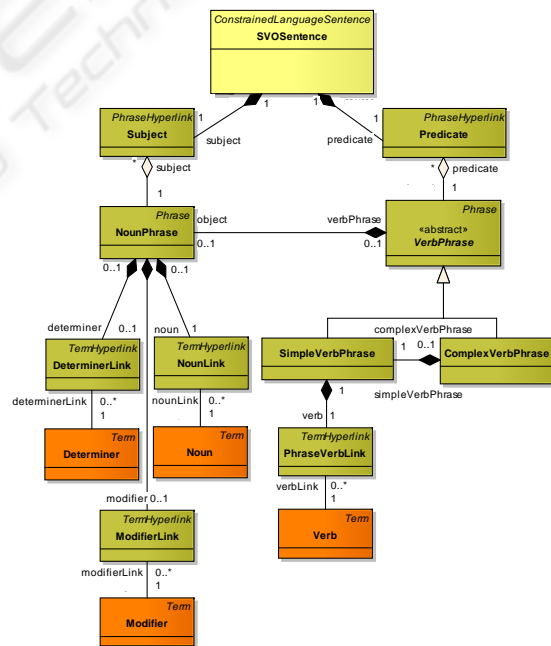 ConstrainedLanguageSentence
SVOSentence
1
1
PhraseHyperlink
Subject
1
subject
1
PhraseHyperlink
Predicate
predicate
* subject
1
* predicate
1
Phrase
NounPhrase
object
0..1
verbPhrase
0..1
Phrase
«abstract»
VerbPhrase
0..1
0..1
determiner 0..1
noun 1
complexVerbPhrase
TermHyperlink
DeterminerLink
TermHyperlink
NounLink
SimpleVerbPhrase
1
0..1
ComplexVerbPhrase
simpleVerbPhrase
determinerLink 0..*
1
nounLink 0..*
1
1
verb 1
Term
Determiner
Term
Noun
TermHyperlink
PhraseVerbLink
verbLink 0..*
1
modifier 0..1
TermHyperlink
ModifierLink
Term
Verb
modifierLink 0..*
1
Term
Modifier